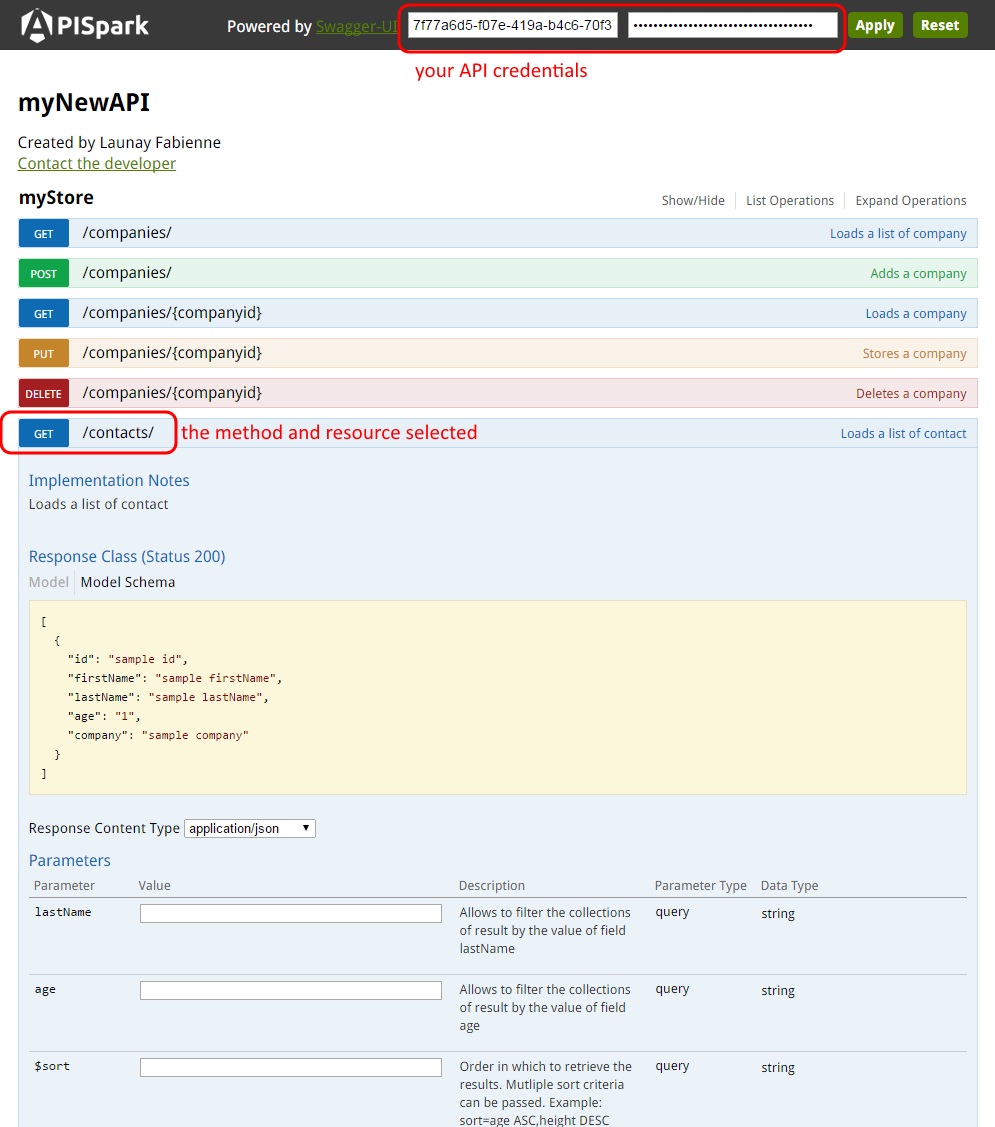 APISpark Powered by Swagger-UI 7f77a6d5-f07e-419a-b4c6-70f3 Apply Reset
your API credentials
myNewAPI
Created by Launay Fabienne
Contact the developer
myStore Show/Hide List Operations Expand Operations
GET /companies/ Loads a list of company
POST /companies/ Adds a company
GET /companies/{companyid} Loads a company
PUT /companies/{companyid} Stores a company
DELETE /companies/{companyid} Deletes a company
GET /contacts/ the method and resource selected Loads a list of contact
Implementation Notes
Loads a list of contact
Response Class (Status 200)
Model Model Schema
[
{
"id": "sample id",
"firstName": "sample firstName",
"lastName": "sample lastName",
"age": "1",
"company": "sample company"
}
]
Response Content Type application/json
Parameters
Parameter Value Description Parameter Type Data Type
lastName Allows to filter the collections query string
of result by the value of field
lastName
age Allows to filter the collections query string
of result by the value of field
age
$sort Order in which to retrieve the query string
results. Mutliple sort criteria
can be passed. Example:
sort=age ASC,height DESC